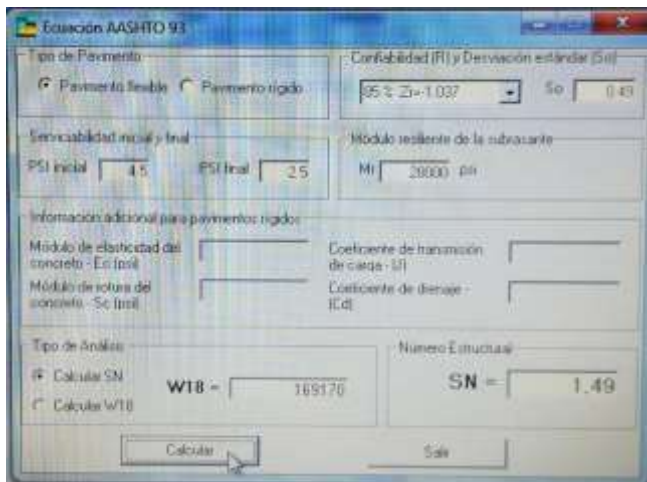 Ecuación AASHTO 93
Tipo de Pavimento
Pavimento flexible Pavimento rígido
Confiabilidad (R) y Desviación estándar (So)
85 % Zr=-1.037
So 0.49
Serviciabilidad inicial y final
PSI inicial 4.5 PSI final 2.5
Módulo resiliente de la subrasante
Mr psi
Información adicional para pavimentos rígidos
Módulo de elasticidad del
concreto - Ec (psi)
Coeficiente de transmisión
de carga - (J)
Módulo de rotura del
concreto - Sc (psi)
Coeficiente de drenaje -
(Cd)
Tipo de Análisis
Calcular SN
Calcular W18
W18 = 169176
Número Estructural
SN = 1.49
Calcular
Salir